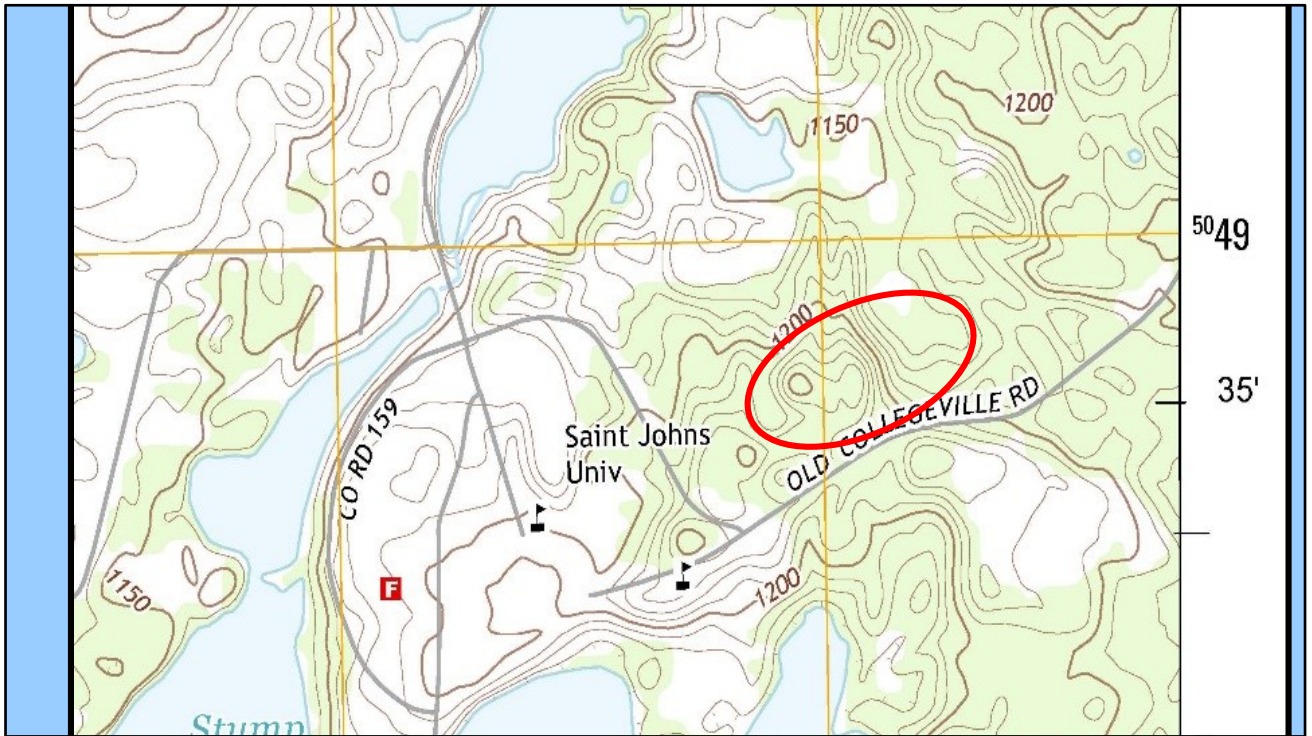 1200
1150
5049
1200
35'
OLD COLLEGEVILLE RD
CO RD 159
Saint Johns
Univ
F
1150
1200
Stump